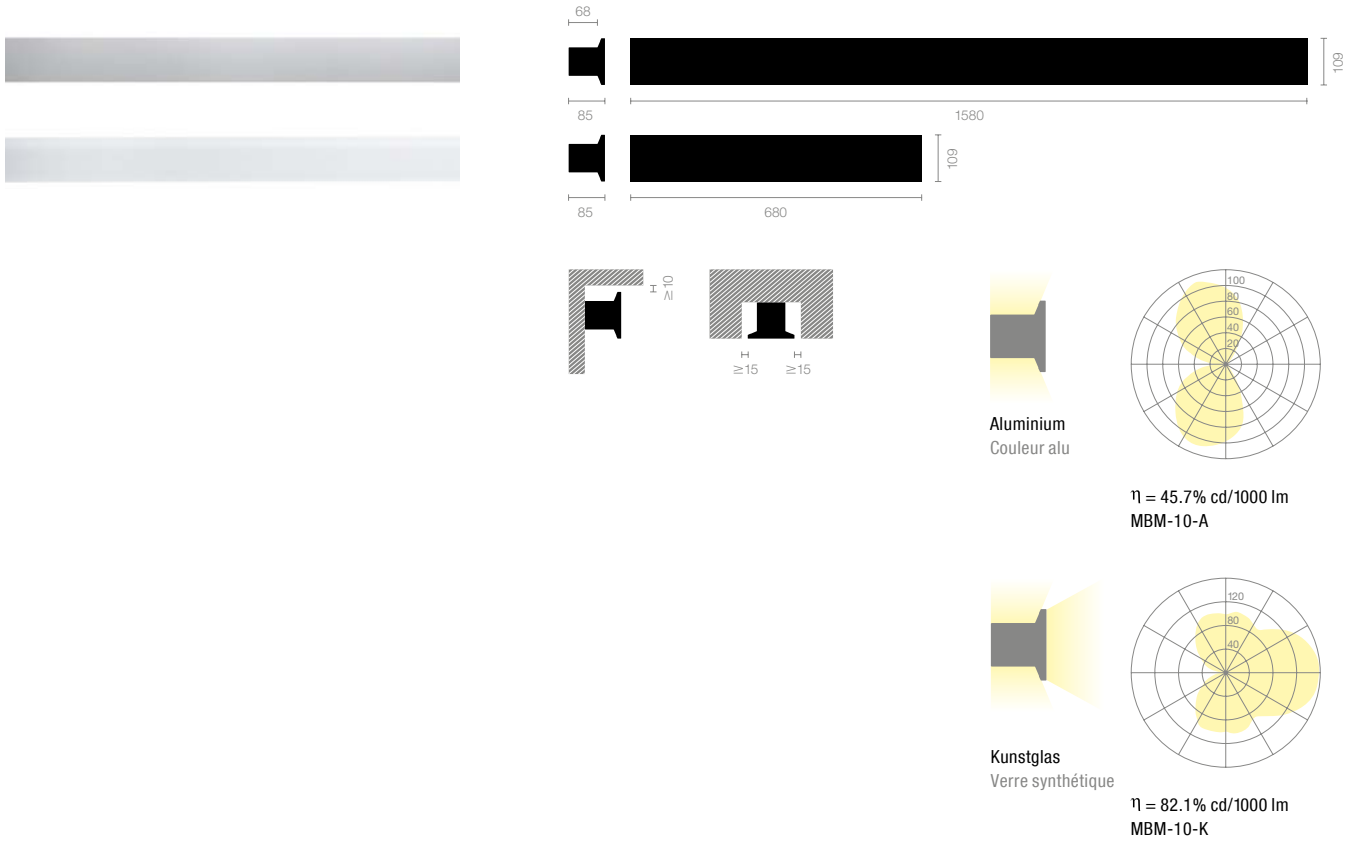 68
109
85
1580
109
85
680
≥10
≥15
≥15
100
80
60
40
20
Aluminium
Couleur alu
η = 45.7% cd/1000 lm
MBM-10-A
120
80
40
Kunstglas
Verre synthétique
η = 82.1% cd/1000 lm
MBM-10-K